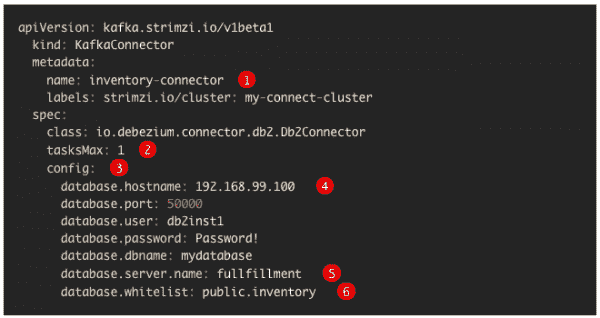 apiVersion: kafka.strimzi.io/v1beta1
kind: KafkaConnector
metadata:
name: inventory-connector 1
labels: strimzi.io/cluster: my-connect-cluster
spec:
class: io.debezium.connector.db2.Db2Connector
tasksMax: 1 2
config: 3
database.hostname: 192.168.99.100 4
database.port: 50000
database.user: db2inst1
database.password: Password!
database.dbname: mydatabase
database.server.name: fullfillment 5
database.whitelist: public.inventory 6